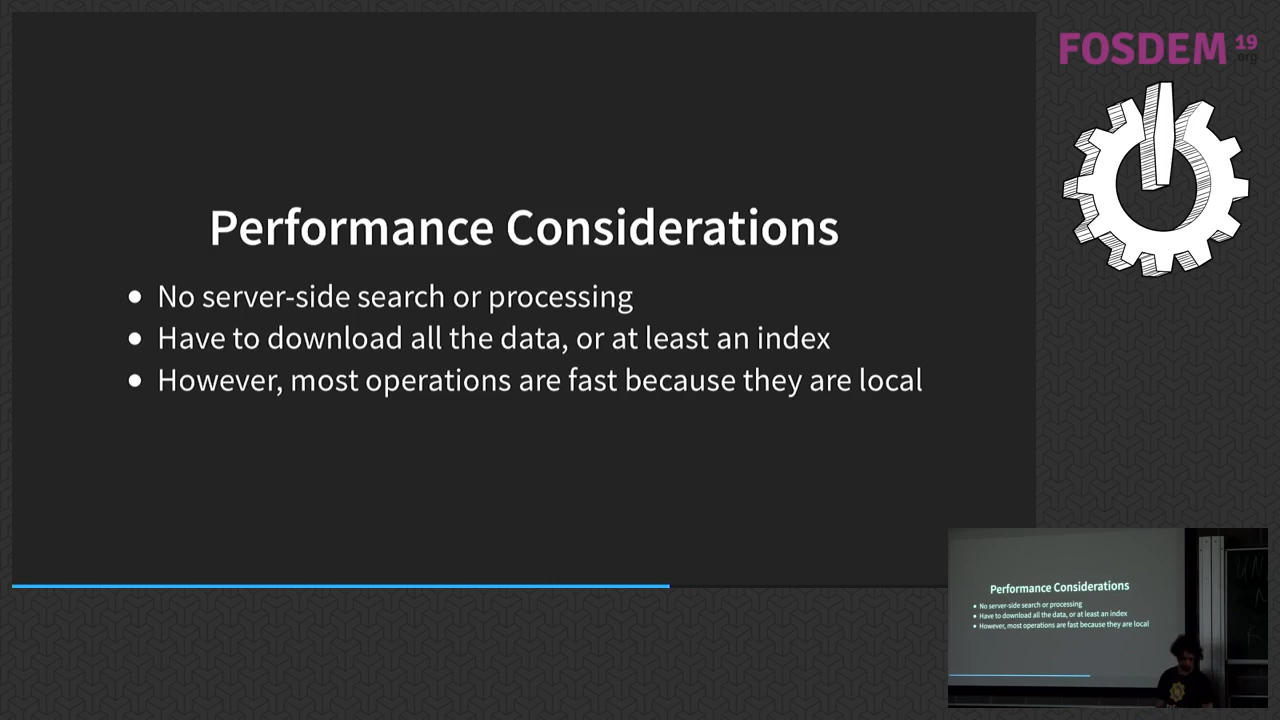 FOSDEM 19
.org
Performance Considerations
No server-side search or processing
Have to download all the data, or at least an index
However, most operations are fast because they are local
Performance Considerations
No server-side search or processing
Have to download all the data, or at least an index
However, most operations are fast because they are local